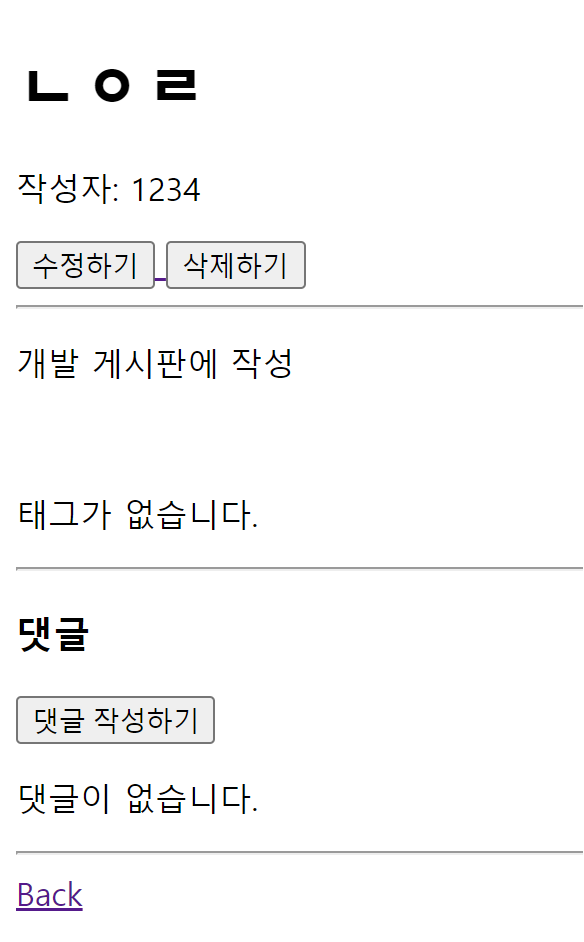 ㄴㅇㄹ
작성자: 1234
수정하기 삭제하기
개발 게시판에 작성
태그가 없습니다.
댓글
댓글 작성하기
댓글이 없습니다.
Back